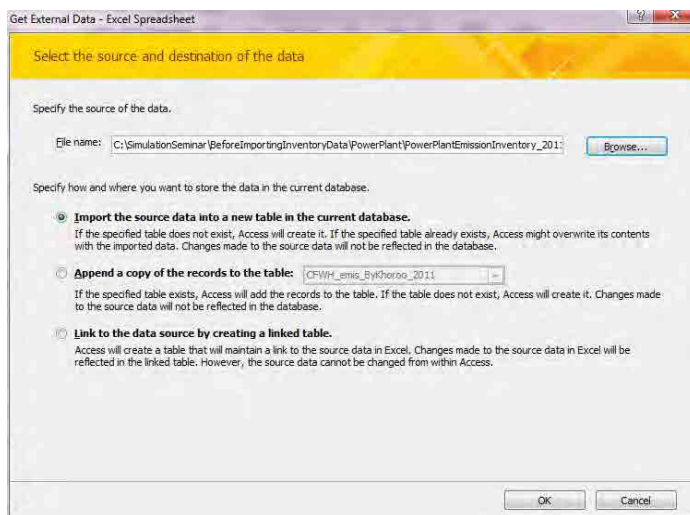 Get External Data - Excel Spreadsheet
Select the source and destination of the data
Specify the source of the data.
File name: C:\SimulationSeminar\BeforeImportingInventoryData\PowerPlant\PowerPlantEmissionInventory_201
Browse...
Specify how and where you want to store the data in the current database.
Import the source data into a new table in the current database.
If the specified table does not exist, Access will create it. If the specified table already exists, Access might overwrite its contents
with the imported data. Changes made to the source data will not be reflected in the database.
Append a copy of the records to the table: CFWH_emis_ByKhoroo_2011
If the specified table exists, Access will add the records to the table. If the table does not exist, Access will create it. Changes made
to the source data will not be reflected in the database.
Link to the data source by creating a linked table.
Access will create a table that will maintain a link to the source data in Excel. Changes made to the source data in Excel will be
reflected in the linked table. However, the source data cannot be changed from within Access.
OK Cancel